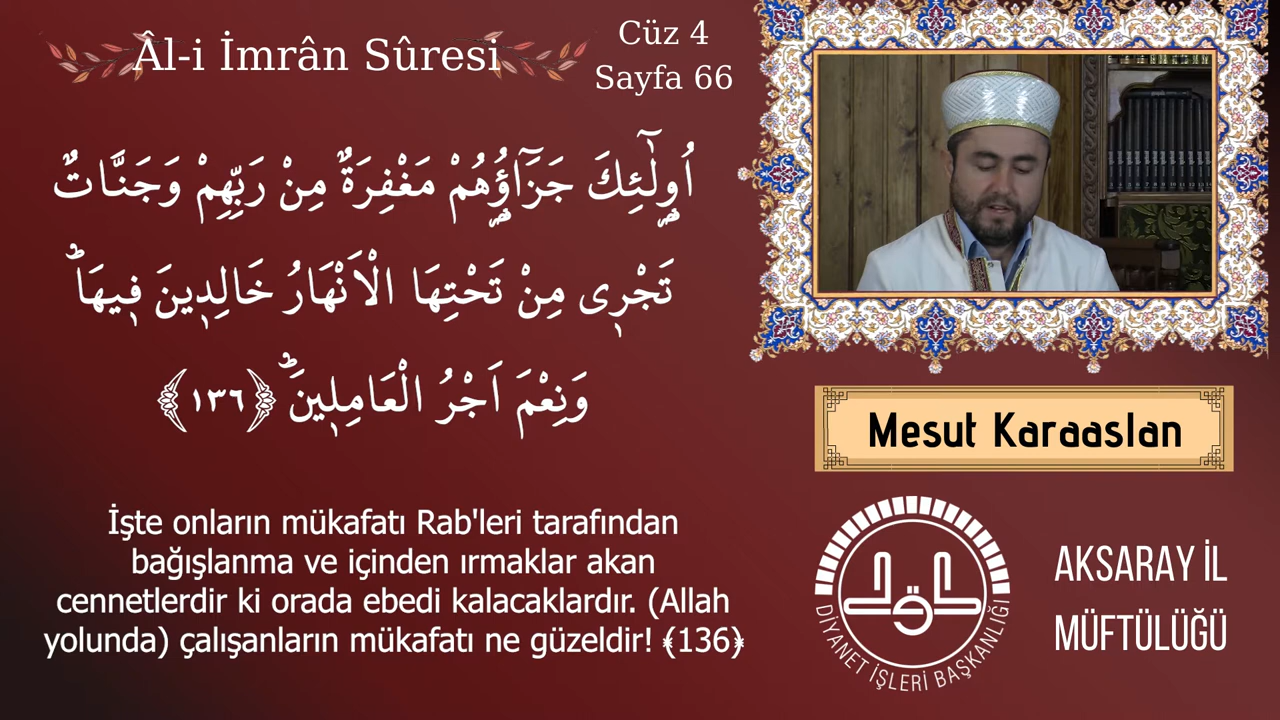 Âl-i İmrân Sûresi
Cüz 4
Sayfa 66
اُو۬لٰٓئِكَ جَزَٓاؤُ۬هُمْ مَغْفِرَةٌ مِنْ رَبِّهِمْ وَجَنَّاتٌ
تَجْر۪ي مِنْ تَحْتِهَا الْاَنْهَارُ خَالِد۪ينَ ف۪يهَاۜ
وَنِعْمَ اَجْرُ الْعَامِل۪ينَۜ ﴿١٣٦﴾
İşte onların mükafatı Rab'leri tarafından
bağışlanma ve içinden ırmaklar akan
cennetlerdir ki orada ebedi kalacaklardır. (Allah
yolunda) çalışanların mükafatı ne güzeldir! ﴾136﴿
Mesut Karaaslan
DİYANET İŞLERİ BAŞKANLIĞI
AKSARAY İL
MÜFTÜLÜĞÜ